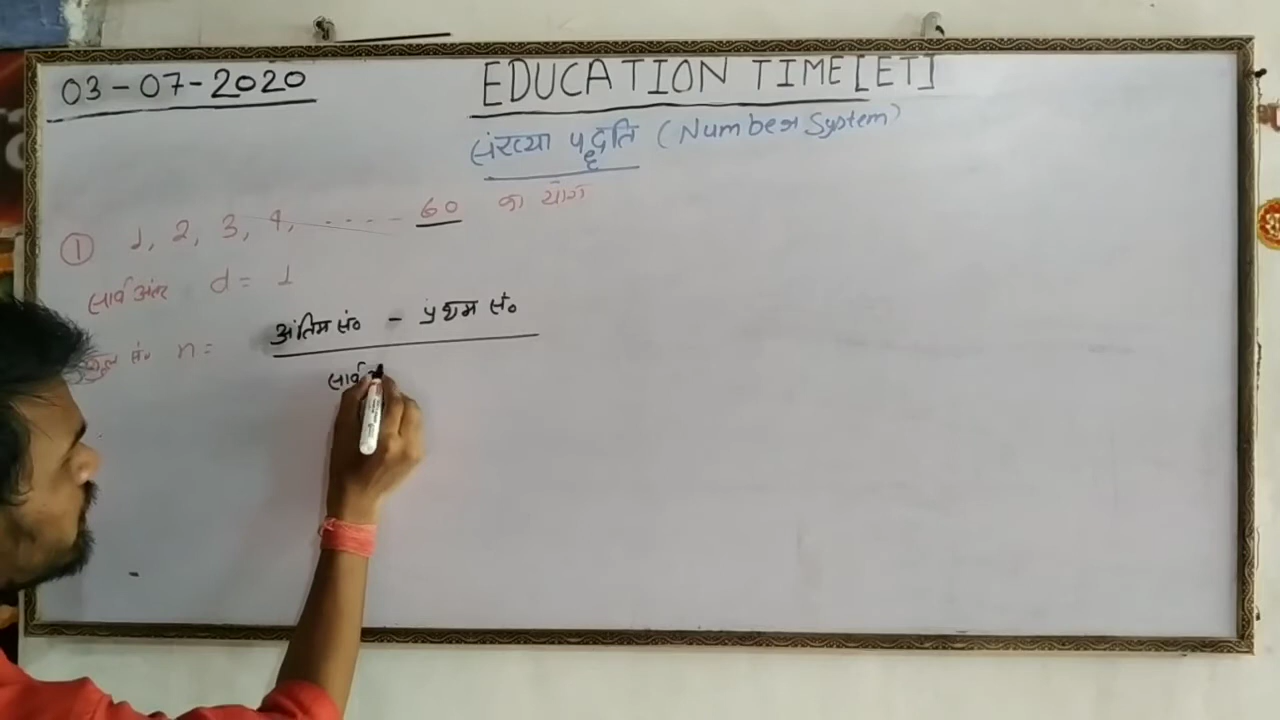 03-07-2020
EDUCATION TIME [ET]
संख्या पद्धति (Number System)
① 1, 2, 3, 4, ---- 60 का योग
सार्व अंतर d = 1
कुल सं० n =
अंतिम सं० - प्रथम सं०
सार्व